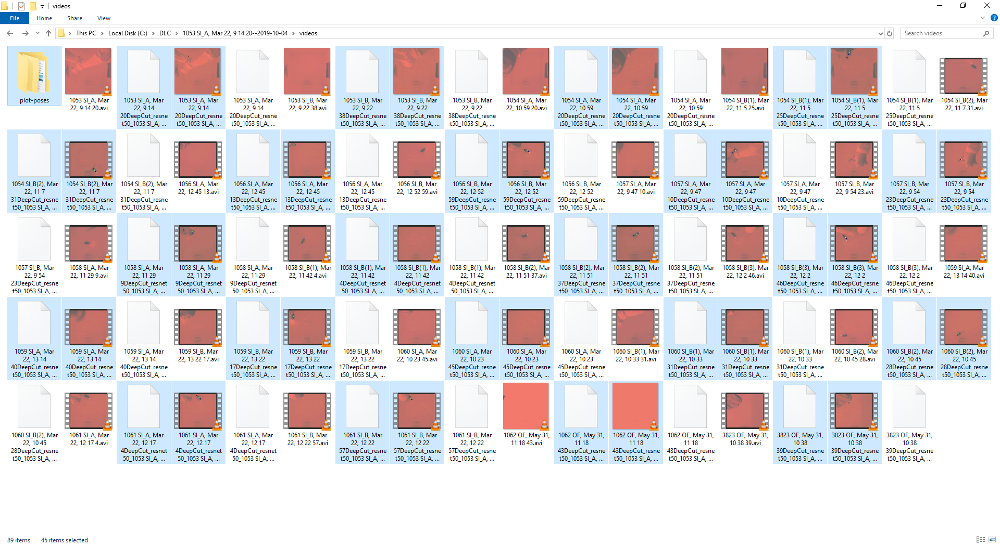 videos
File Home Share View
This PC > Local Disk (C:) > DLC > 1053 SI_A, Mar 22, 9 14 20--2019-10-04 > videos
Search videos
plot-poses
1053 SI_A, Mar
22, 9 14 20.avi
1053 SI_A, Mar
22, 9 14
20DeepCut_resne
t50_1053 SI_A, ...
1053 SI_A, Mar
22, 9 14
20DeepCut_resne
t50_1053 SI_A, ...
1053 SI_A, Mar
22, 9 14
20DeepCut_resne
t50_1053 SI_A, ...
1053 SI_B, Mar
22, 9 22 38.avi
1053 SI_B, Mar
22, 9 22
38DeepCut_resne
t50_1053 SI_A, ...
1053 SI_B, Mar
22, 9 22
38DeepCut_resne
t50_1053 SI_A, ...
1053 SI_B, Mar
22, 9 22
38DeepCut_resne
t50_1053 SI_A, ...
1054 SI_A, Mar
22, 10 59 20.avi
1054 SI_A, Mar
22, 10 59
20DeepCut_resne
t50_1053 SI_A, ...
1054 SI_A, Mar
22, 10 59
20DeepCut_resne
t50_1053 SI_A, ...
1054 SI_A, Mar
22, 10 59
20DeepCut_resne
t50_1053 SI_A, ...
1054 SI_B(1), Mar
22, 11 5 25.avi
1054 SI_B(1), Mar
22, 11 5
25DeepCut_resne
t50_1053 SI_A, ...
1054 SI_B(1), Mar
22, 11 5
25DeepCut_resne
t50_1053 SI_A, ...
1054 SI_B(1), Mar
22, 11 5
25DeepCut_resne
t50_1053 SI_A, ...
1054 SI_B(2), Mar
22, 11 7 31.avi
1054 SI_B(2), Mar
22, 11 7
31DeepCut_resne
t50_1053 SI_A, ...
1054 SI_B(2), Mar
22, 11 7
31DeepCut_resne
t50_1053 SI_A, ...
1054 SI_B(2), Mar
22, 11 7
31DeepCut_resne
t50_1053 SI_A, ...
1056 SI_A, Mar
22, 12 45 13.avi
1056 SI_A, Mar
22, 12 45
13DeepCut_resne
t50_1053 SI_A, ...
1056 SI_A, Mar
22, 12 45
13DeepCut_resne
t50_1053 SI_A, ...
1056 SI_A, Mar
22, 12 45
13DeepCut_resne
t50_1053 SI_A, ...
1056 SI_B, Mar
22, 12 52 59.avi
1056 SI_B, Mar
22, 12 52
59DeepCut_resne
t50_1053 SI_A, ...
1056 SI_B, Mar
22, 12 52
59DeepCut_resne
t50_1053 SI_A, ...
1056 SI_B, Mar
22, 12 52
59DeepCut_resne
t50_1053 SI_A, ...
1057 SI_A, Mar
22, 9 47 10.avi
1057 SI_A, Mar
22, 9 47
10DeepCut_resne
t50_1053 SI_A, ...
1057 SI_A, Mar
22, 9 47
10DeepCut_resne
t50_1053 SI_A, ...
1057 SI_A, Mar
22, 9 47
10DeepCut_resne
t50_1053 SI_A, ...
1057 SI_B, Mar
22, 9 54 23.avi
1057 SI_B, Mar
22, 9 54
23DeepCut_resne
t50_1053 SI_A, ...
1057 SI_B, Mar
22, 9 54
23DeepCut_resne
t50_1053 SI_A, ...
1057 SI_B, Mar
22, 9 54
23DeepCut_resne
t50_1053 SI_A, ...
1058 SI_A, Mar
22, 11 29 9.avi
1058 SI_A, Mar
22, 11 29
9DeepCut_resnet
50_1053 SI_A, ...
1058 SI_A, Mar
22, 11 29
9DeepCut_resnet
50_1053 SI_A, ...
1058 SI_A, Mar
22, 11 29
9DeepCut_resnet
50_1053 SI_A, ...
1058 SI_B(1), Mar
22, 11 42 4.avi
1058 SI_B(1), Mar
22, 11 42
4DeepCut_resnet
50_1053 SI_A, ...
1058 SI_B(1), Mar
22, 11 42
4DeepCut_resnet
50_1053 SI_A, ...
1058 SI_B(1), Mar
22, 11 42
4DeepCut_resnet
50_1053 SI_A, ...
1058 SI_B(2), Mar
22, 11 51 37.avi
1058 SI_B(2), Mar
22, 11 51
37DeepCut_resne
t50_1053 SI_A, ...
1058 SI_B(2), Mar
22, 11 51
37DeepCut_resne
t50_1053 SI_A, ...
1058 SI_B(2), Mar
22, 11 51
37DeepCut_resne
t50_1053 SI_A, ...
1058 SI_B(3), Mar
22, 12 2 46.avi
1058 SI_B(3), Mar
22, 12 2
46DeepCut_resne
t50_1053 SI_A, ...
1058 SI_B(3), Mar
22, 12 2
46DeepCut_resne
t50_1053 SI_A, ...
1058 SI_B(3), Mar
22, 12 2
46DeepCut_resne
t50_1053 SI_A, ...
1059 SI_A, Mar
22, 13 14 40.avi
1059 SI_A, Mar
22, 13 14
40DeepCut_resne
t50_1053 SI_A, ...
1059 SI_A, Mar
22, 13 14
40DeepCut_resne
t50_1053 SI_A, ...
1059 SI_A, Mar
22, 13 14
40DeepCut_resne
t50_1053 SI_A, ...
1059 SI_B, Mar
22, 13 22 17.avi
1059 SI_B, Mar
22, 13 22
17DeepCut_resne
t50_1053 SI_A, ...
1059 SI_B, Mar
22, 13 22
17DeepCut_resne
t50_1053 SI_A, ...
1059 SI_B, Mar
22, 13 22
17DeepCut_resne
t50_1053 SI_A, ...
1060 SI_A, Mar
22, 10 23 45.avi
1060 SI_A, Mar
22, 10 23
45DeepCut_resne
t50_1053 SI_A, ...
1060 SI_A, Mar
22, 10 23
45DeepCut_resne
t50_1053 SI_A, ...
1060 SI_A, Mar
22, 10 23
45DeepCut_resne
t50_1053 SI_A, ...
1060 SI_B(1), Mar
22, 10 33 31.avi
1060 SI_B(1), Mar
22, 10 33
31DeepCut_resne
t50_1053 SI_A, ...
1060 SI_B(1), Mar
22, 10 33
31DeepCut_resne
t50_1053 SI_A, ...
1060 SI_B(1), Mar
22, 10 33
31DeepCut_resne
t50_1053 SI_A, ...
1060 SI_B(2), Mar
22, 10 45 28.avi
1060 SI_B(2), Mar
22, 10 45
28DeepCut_resne
t50_1053 SI_A, ...
1060 SI_B(2), Mar
22, 10 45
28DeepCut_resne
t50_1053 SI_A, ...
1060 SI_B(2), Mar
22, 10 45
28DeepCut_resne
t50_1053 SI_A, ...
1061 SI_A, Mar
22, 12 17 4.avi
1061 SI_A, Mar
22, 12 17
4DeepCut_resnet
50_1053 SI_A, ...
1061 SI_A, Mar
22, 12 17
4DeepCut_resnet
50_1053 SI_A, ...
1061 SI_A, Mar
22, 12 17
4DeepCut_resnet
50_1053 SI_A, ...
1061 SI_B, Mar
22, 12 22 57.avi
1061 SI_B, Mar
22, 12 22
57DeepCut_resne
t50_1053 SI_A, ...
1061 SI_B, Mar
22, 12 22
57DeepCut_resne
t50_1053 SI_A, ...
1061 SI_B, Mar
22, 12 22
57DeepCut_resne
t50_1053 SI_A, ...
1062 OF, May 31,
11 18 43.avi
1062 OF, May 31,
11 18
43DeepCut_resne
t50_1053 SI_A, ...
1062 OF, May 31,
11 18
43DeepCut_resne
t50_1053 SI_A, ...
1062 OF, May 31,
11 18
43DeepCut_resne
t50_1053 SI_A, ...
3823 OF, May 31,
10 38 39.avi
3823 OF, May 31,
10 38
39DeepCut_resne
t50_1053 SI_A, ...
3823 OF, May 31,
10 38
39DeepCut_resne
t50_1053 SI_A, ...
3823 OF, May 31,
10 38
39DeepCut_resne
t50_1053 SI_A, ...
89 items 45 items selected